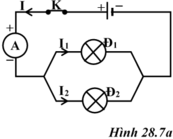 I K + −
+
A
−
I₁ Đ₁
I₂ Đ₂
Hình 28.7a